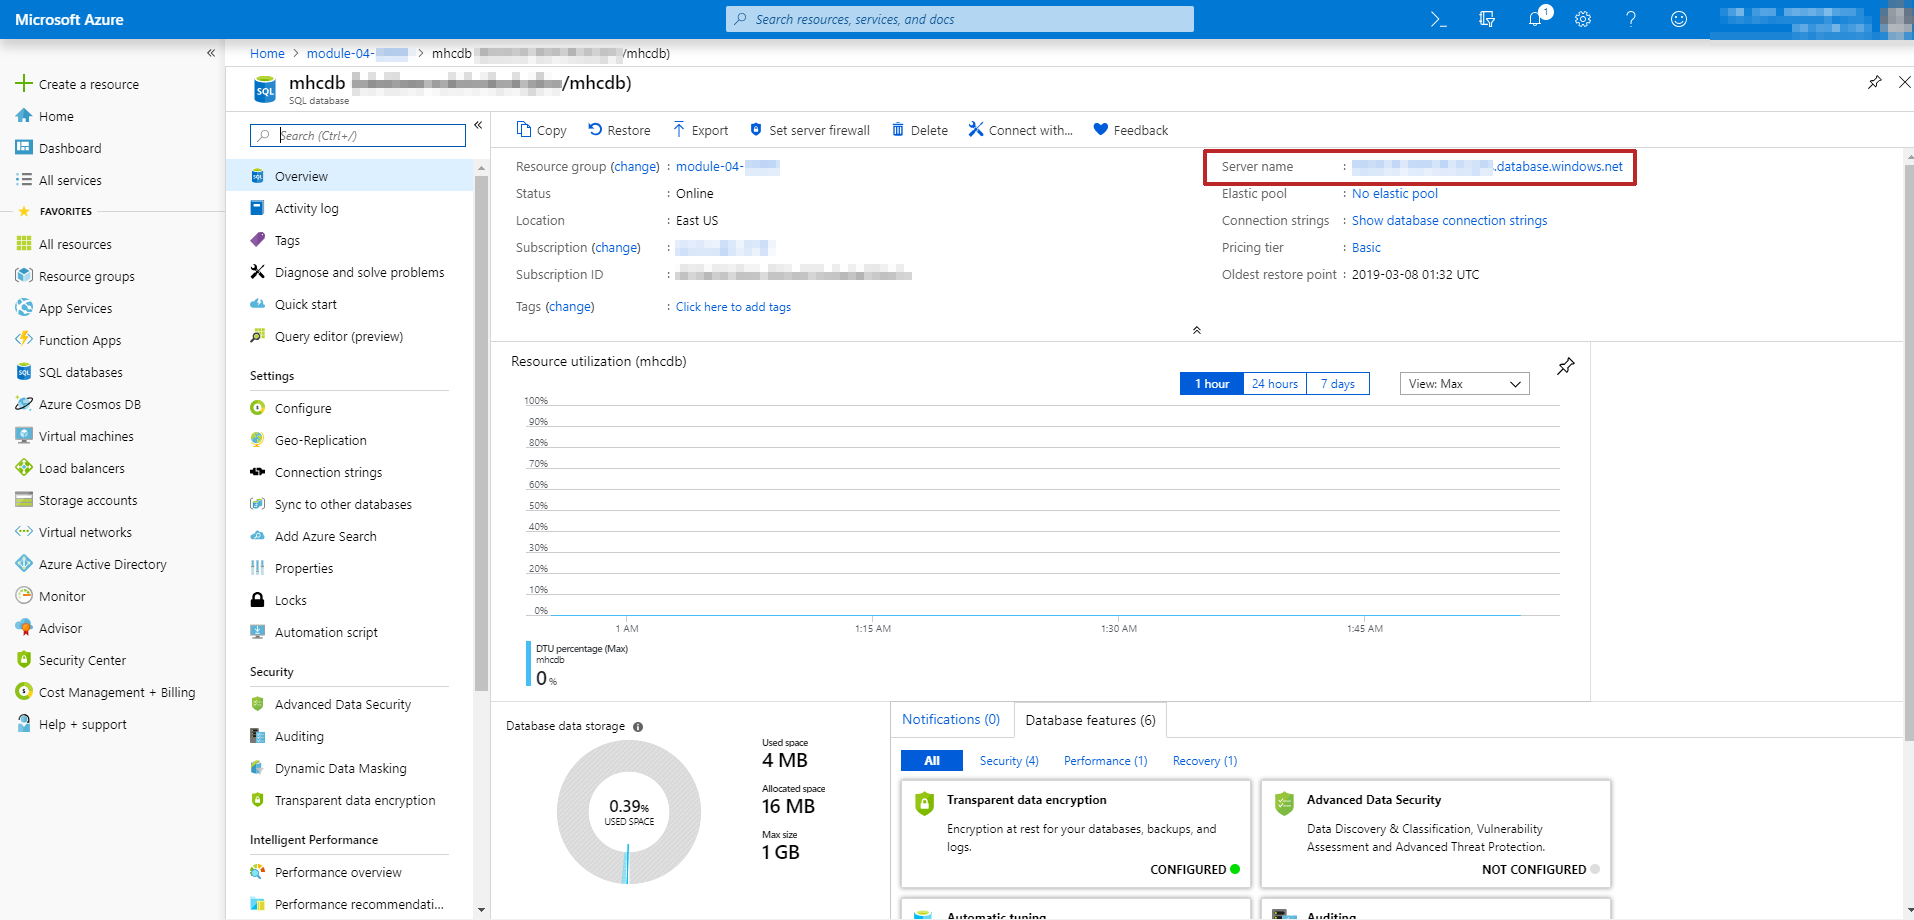 Microsoft Azure
Search resources, services, and docs
1
Home > module-04- > mhcdb /mhcdb)
mhcdb /mhcdb)
SQL database
Create a resource
Home
Dashboard
All services
FAVORITES
All resources
Resource groups
App Services
Function Apps
SQL databases
Azure Cosmos DB
Virtual machines
Load balancers
Storage accounts
Virtual networks
Azure Active Directory
Monitor
Advisor
Security Center
Cost Management + Billing
Help + support
Search (Ctrl+/)
Overview
Activity log
Tags
Diagnose and solve problems
Quick start
Query editor (preview)
Settings
Configure
Geo-Replication
Connection strings
Sync to other databases
Add Azure Search
Properties
Locks
Automation script
Security
Advanced Data Security
Auditing
Dynamic Data Masking
Transparent data encryption
Intelligent Performance
Performance overview
Performance recommendati...
Copy Restore Export Set server firewall Delete Connect with... Feedback
Resource group (change) : module-04-
Status : Online
Location : East US
Subscription (change) :
Subscription ID :
Tags (change) : Click here to add tags
Server name : .database.windows.net
Elastic pool : No elastic pool
Connection strings : Show database connection strings
Pricing tier : Basic
Oldest restore point : 2019-03-08 01:32 UTC
Resource utilization (mhcdb)
1 hour 24 hours 7 days View: Max
100%
90%
80%
70%
60%
50%
40%
30%
20%
10%
0%
1 AM 1:15 AM 1:30 AM 1:45 AM
DTU percentage (Max)
mhcdb
0 %
Database data storage
0.39%
USED SPACE
Used space
4 MB
Allocated space
16 MB
Max size
1 GB
Notifications (0) Database features (6)
All Security (4) Performance (1) Recovery (1)
Transparent data encryption
Encryption at rest for your databases, backups, and
logs.
CONFIGURED
Advanced Data Security
Data Discovery & Classification, Vulnerability
Assessment and Advanced Threat Protection.
NOT CONFIGURED
Automatic tuning
Auditing